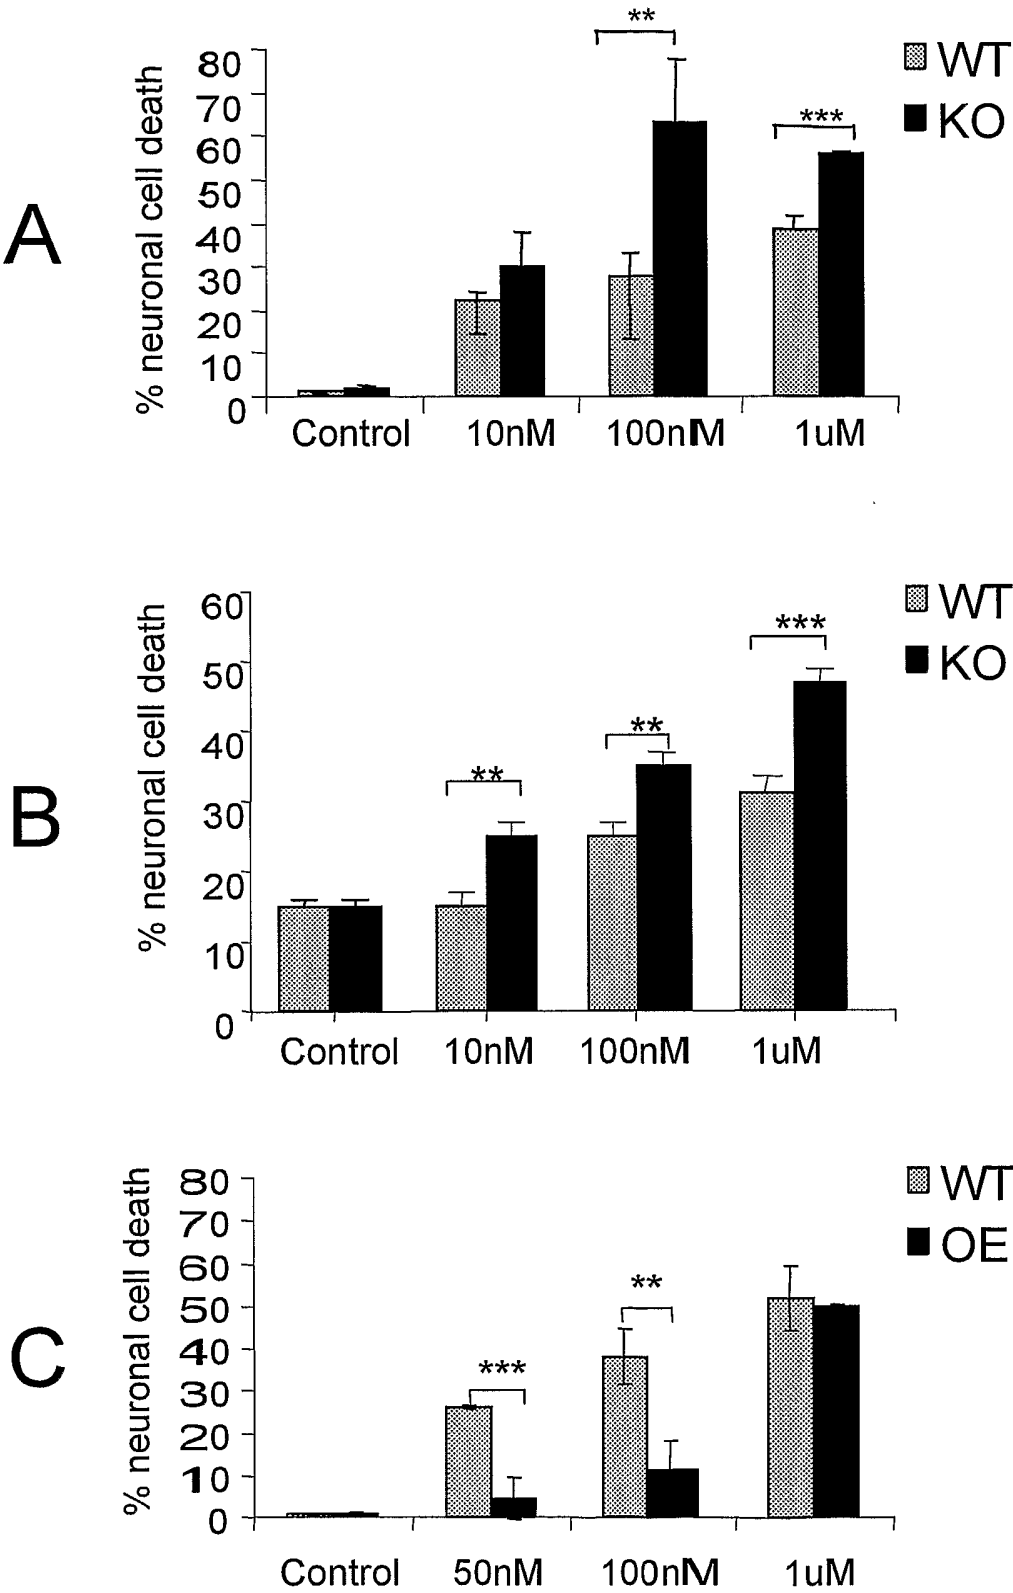 A
% neuronal cell death
80
70
60
50
40
30
20
10
0
**
***
WT
KO
Control 10nM 100nM 1uM
B
% neuronal cell death
60
50
40
30
20
10
0
**
**
***
WT
KO
Control 10nM 100nM 1uM
C
% neuronal cell death
80
70
60
50
40
30
20
10
0
***
**
WT
OE
Control 50nM 100nM 1uM